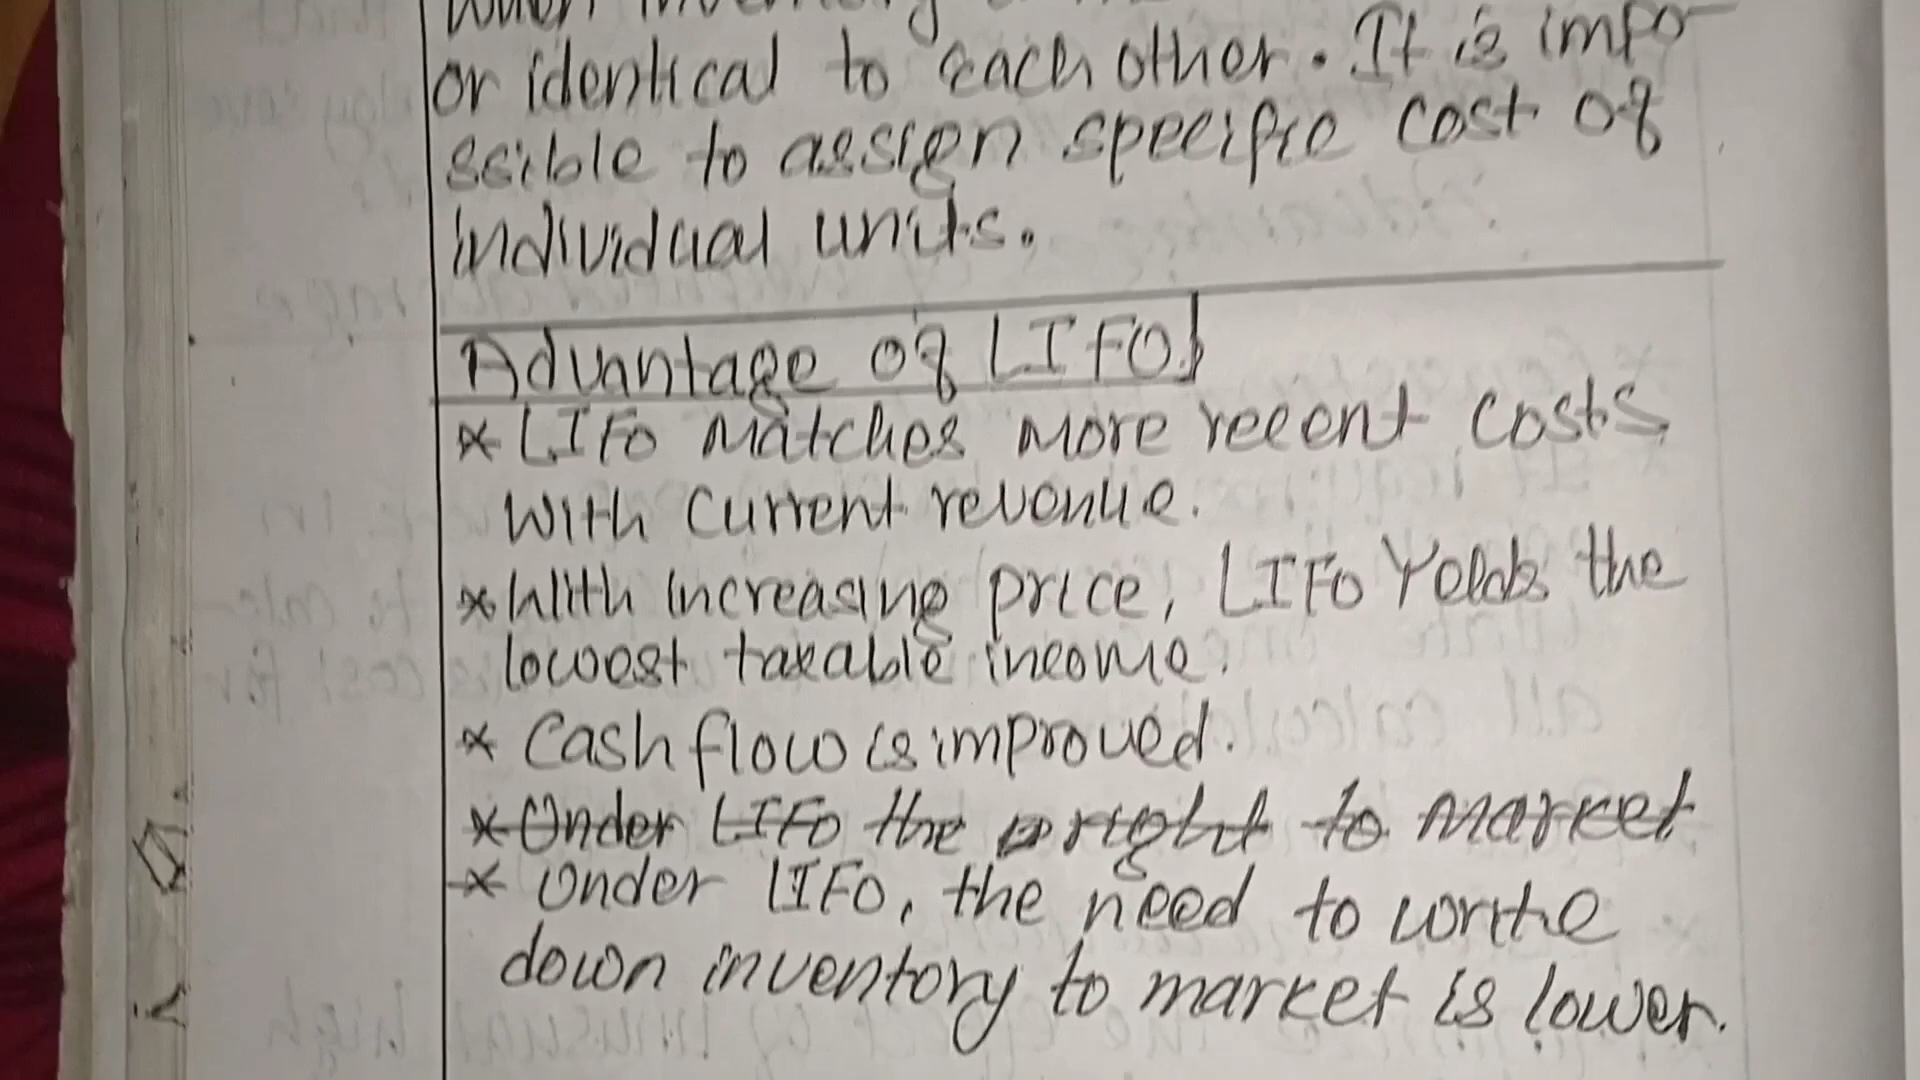 or identical to each other. It is impo-
ssible to assign specific cost of
individual units.
Advantage of LIFO
* LIFO matches more recent costs
with current revenue.
* With increasing price, LIFO Yelds the
lowest taxable income.
* Cash flow is improved.
* Under LIFO the right to market
* Under LIFO, the need to write
down inventory to market is lower.